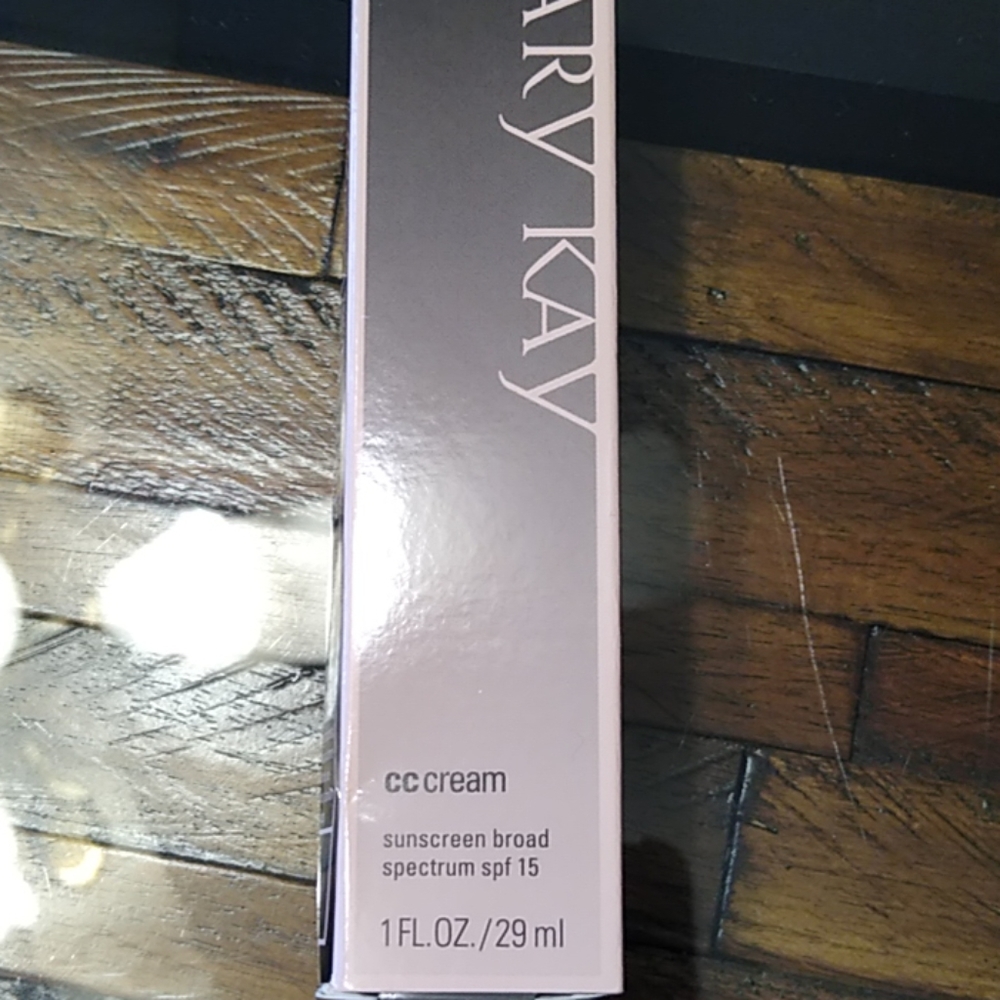 ARY KAY
cc cream
sunscreen broad
spectrum spf 15
1 FL.OZ./29 ml